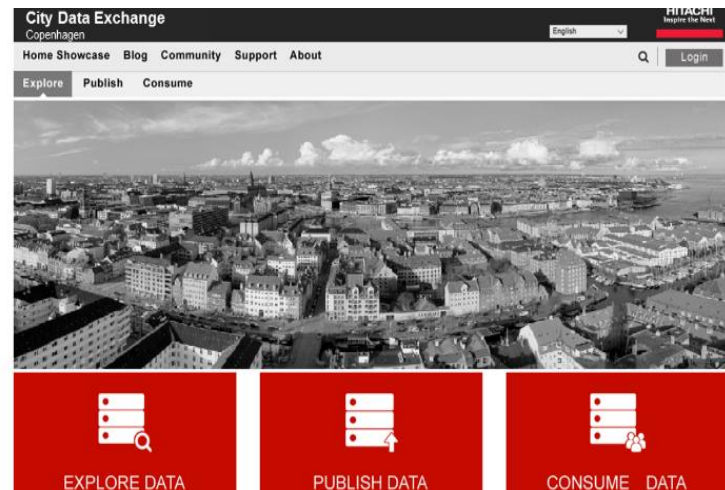 City Data Exchange
Copenhagen
English
HITACHI
Inspire the Next
Home Showcase Blog Community Support About
Login
Explore Publish Consume
EXPLORE DATA
PUBLISH DATA
CONSUME DATA